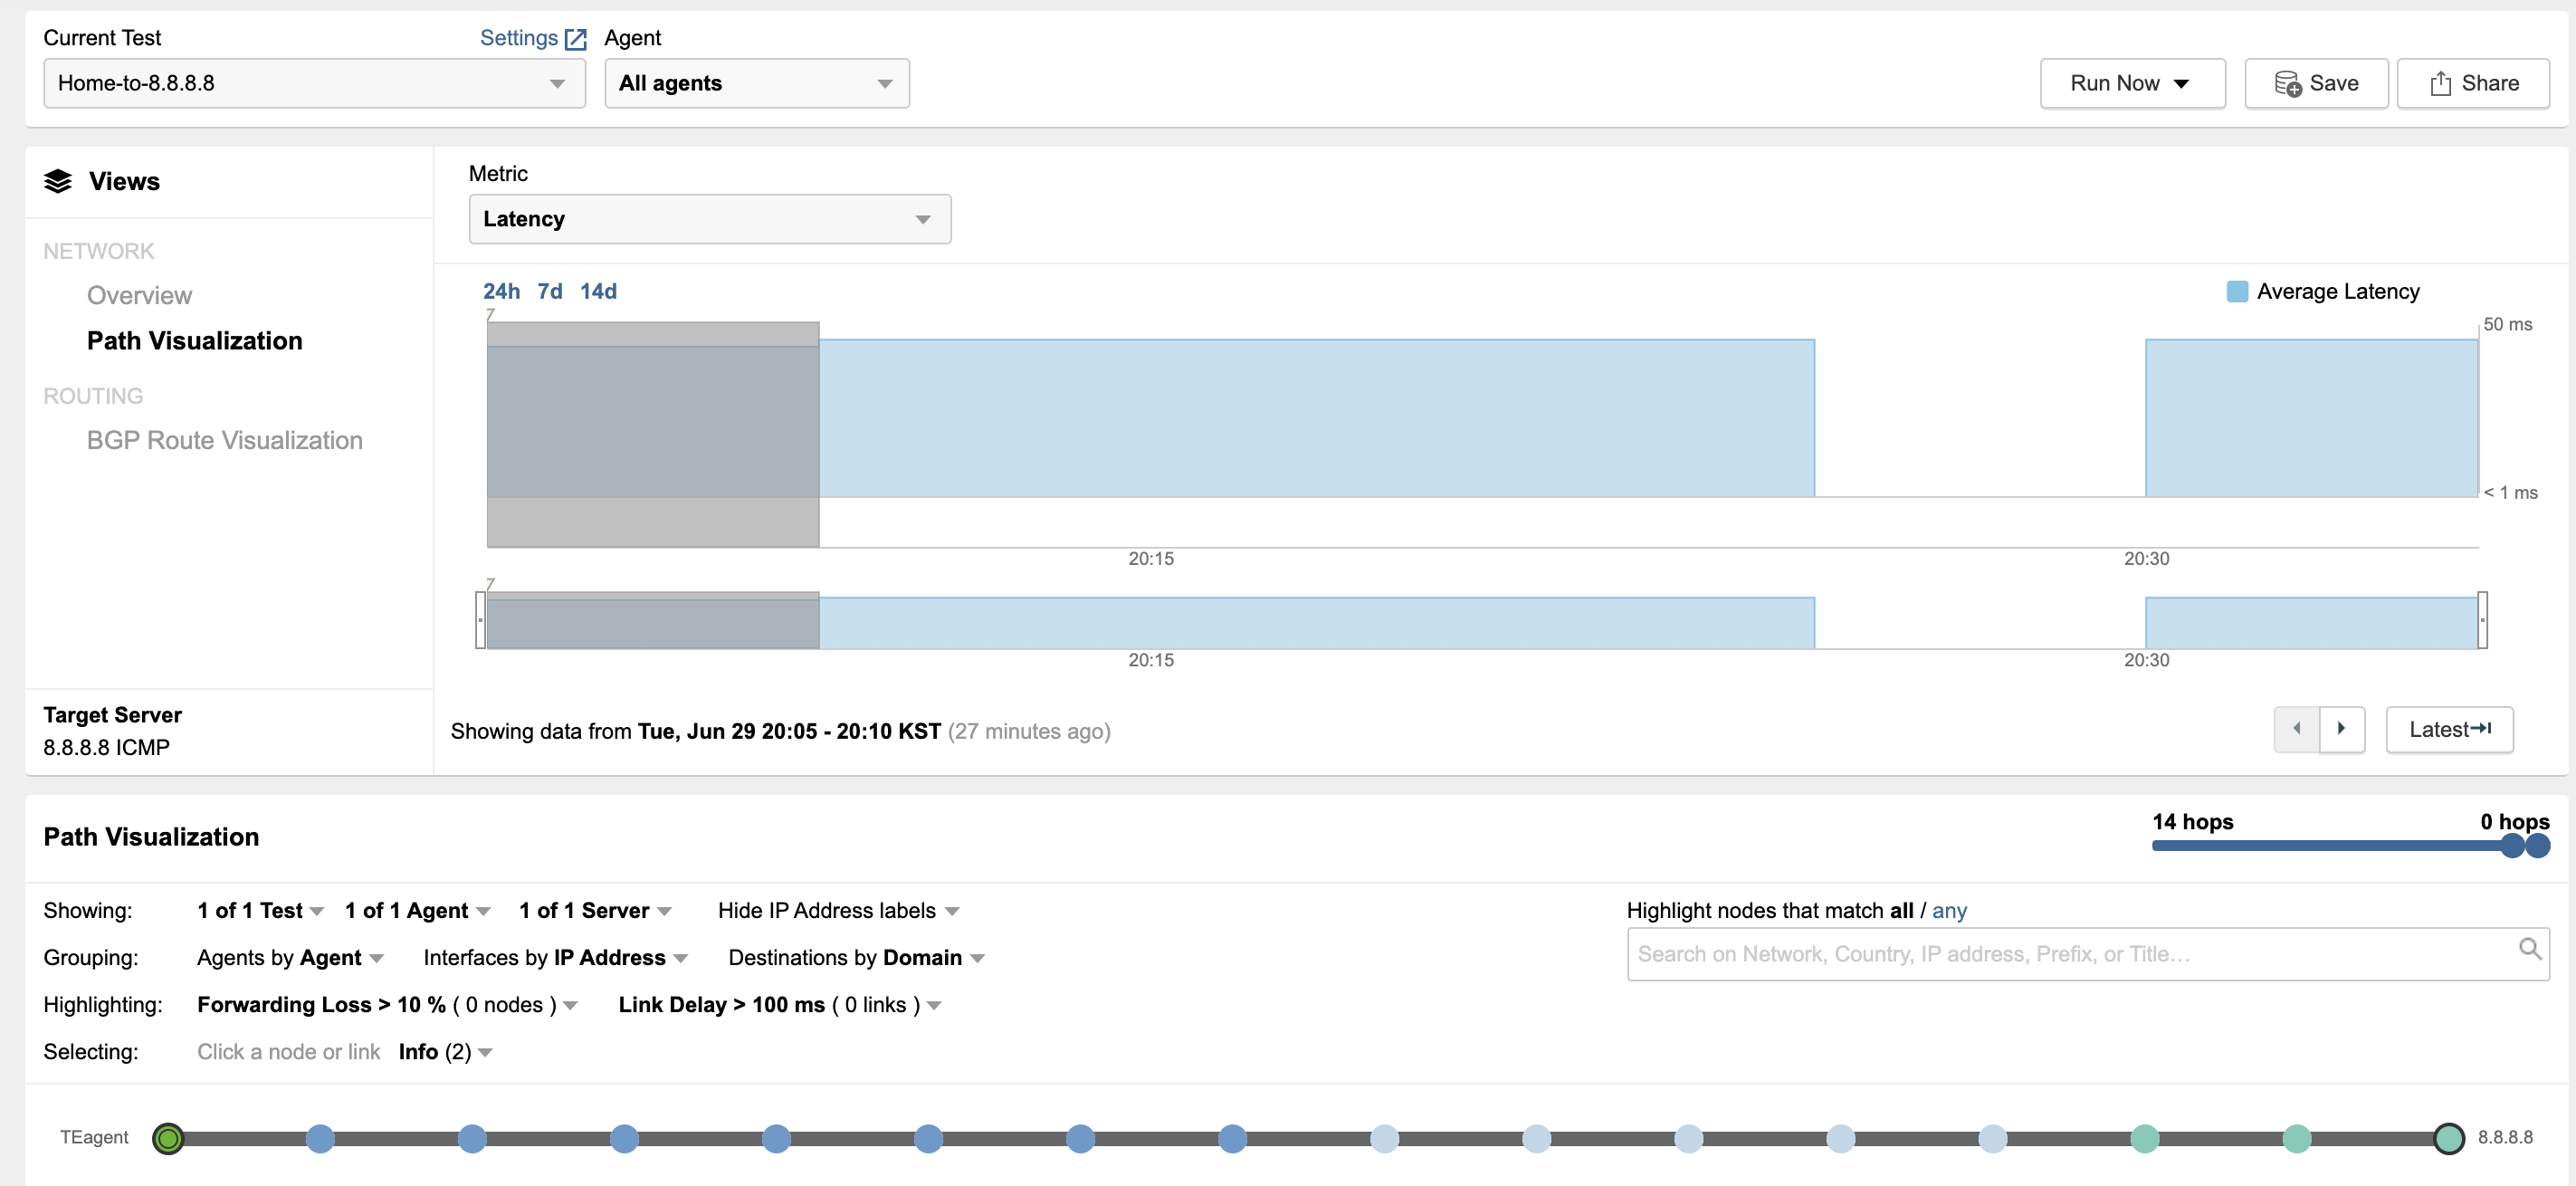 Current Test
Settings
Agent
Home-to-8.8.8.8
All agents
Run Now
Save
Share
Views
NETWORK
Overview
Path Visualization
ROUTING
BGP Route Visualization
Target Server
8.8.8.8 ICMP
Metric
Latency
24h 7d 14d
Average Latency
7
50 ms
< 1 ms
20:15
20:30
7
20:15
20:30
Showing data from Tue, Jun 29 20:05 - 20:10 KST (27 minutes ago)
Latest
Path Visualization
14 hops
0 hops
Showing: 1 of 1 Test 1 of 1 Agent 1 of 1 Server Hide IP Address labels
Grouping: Agents by Agent Interfaces by IP Address Destinations by Domain
Highlighting: Forwarding Loss > 10 % ( 0 nodes ) Link Delay > 100 ms ( 0 links )
Selecting: Click a node or link Info (2)
Highlight nodes that match all / any
Search on Network, Country, IP address, Prefix, or Title...
TEagent
8.8.8.8